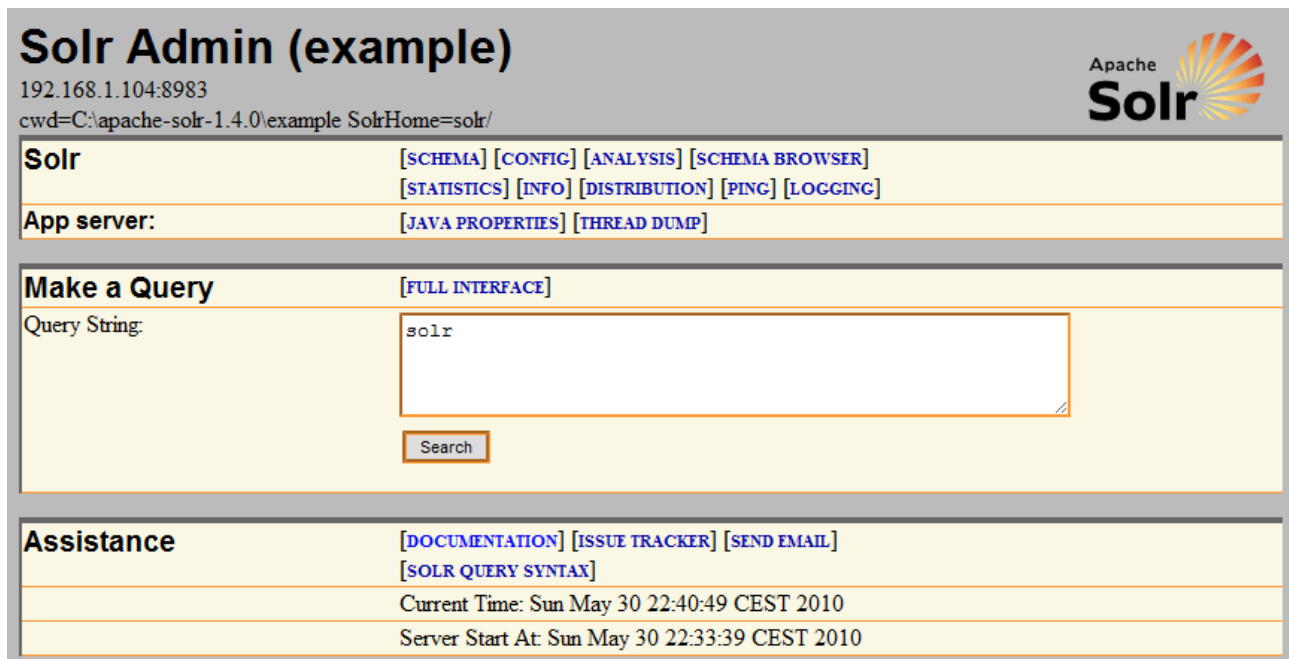 Solr Admin (example)
192.168.1.104:8983
cwd=C:\apache-solr-1.4.0\example SolrHome=solr/
Apache
Solr
Solr
[SCHEMA] [CONFIG] [ANALYSIS] [SCHEMA BROWSER]
[STATISTICS] [INFO] [DISTRIBUTION] [PING] [LOGGING]
App server:
[JAVA PROPERTIES] [THREAD DUMP]
Make a Query
[FULL INTERFACE]
Query String:
solr
Search
Assistance
[DOCUMENTATION] [ISSUE TRACKER] [SEND EMAIL]
[SOLR QUERY SYNTAX]
Current Time: Sun May 30 22:40:49 CEST 2010
Server Start At: Sun May 30 22:33:39 CEST 2010